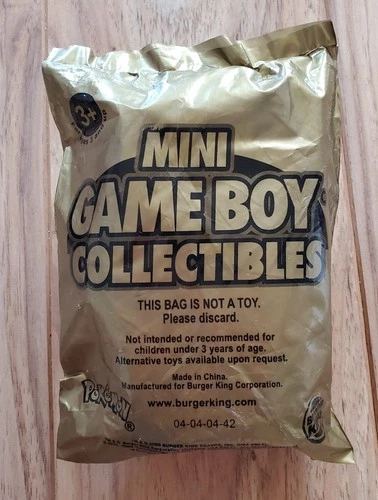 3+
MINI
GAME BOY
COLLECTIBLES
THIS BAG IS NOT A TOY.
Please discard.
Not intended or recommended for
children under 3 years of age.
Alternative toys available upon request.
Made in China.
Manufactured for Burger King Corporation.
POKéMON®
www.burgerking.com
04-04-04-42